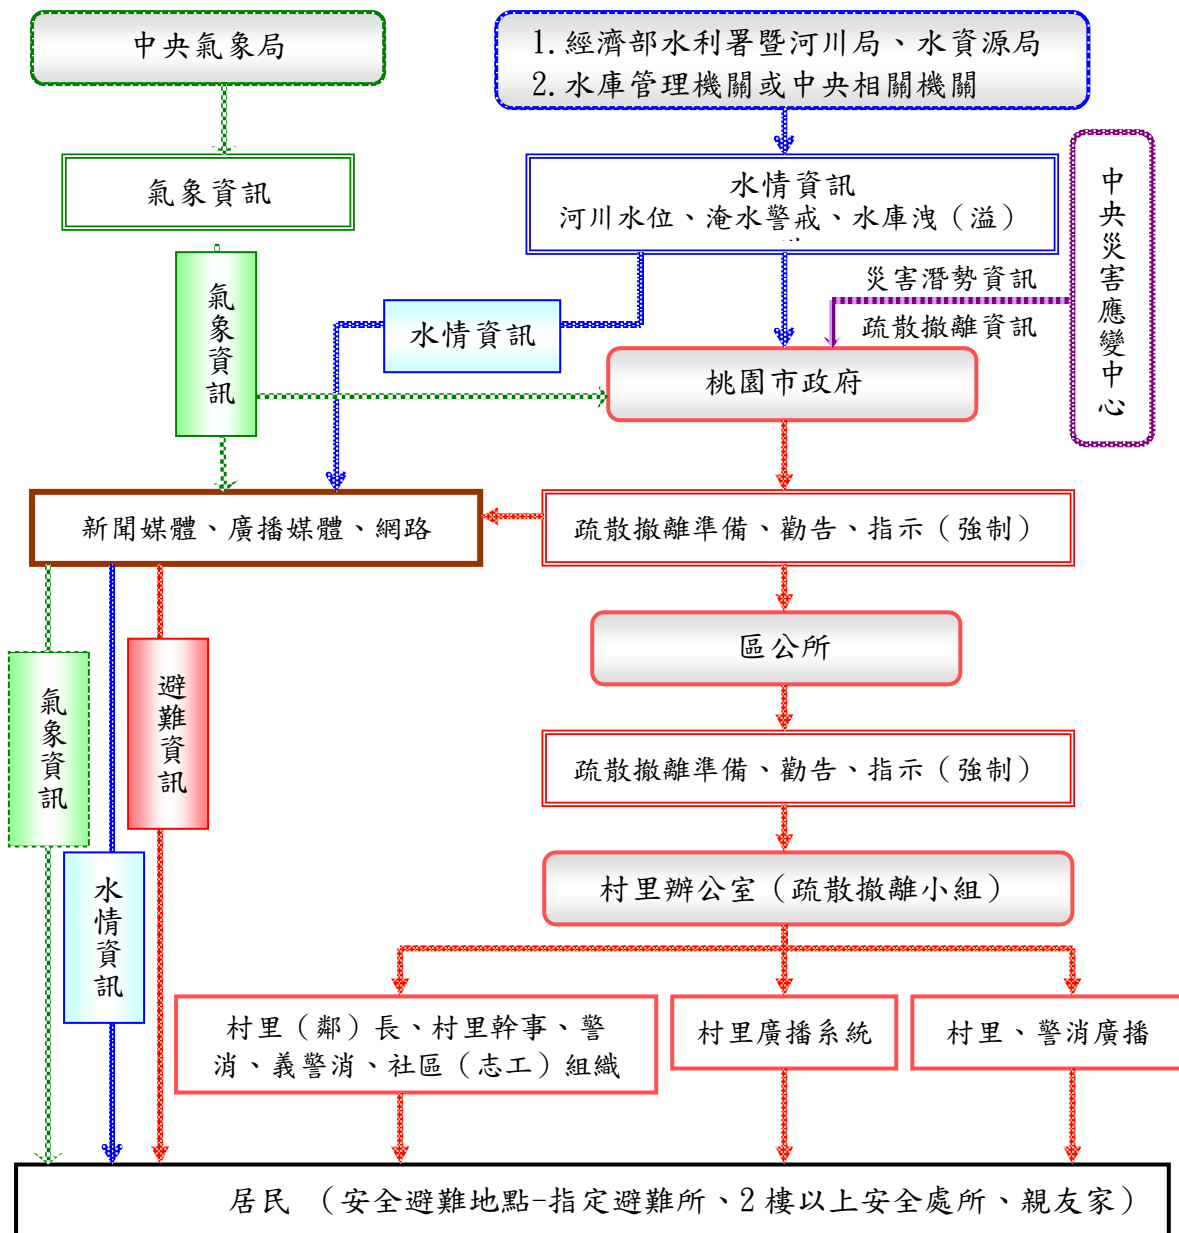 中央氣象局
1. 經濟部水利署暨河川局、水資源局
2. 水庫管理機關或中央相關機關
氣象資訊
水情資訊
河川水位、淹水警戒、水庫洩（溢）
中央災害應變中心
災害潛勢資訊
疏散撤離資訊
氣象資訊
水情資訊
桃園市政府
新聞媒體、廣播媒體、網路
疏散撤離準備、勸告、指示（強制）
區公所
氣象資訊
避難資訊
疏散撤離準備、勸告、指示（強制）
水情資訊
村里辦公室（疏散撤離小組）
村里（鄰）長、村里幹事、警
消、義警消、社區（志工）組織
村里廣播系統
村里、警消廣播
居民 （安全避難地點-指定避難所、2 樓以上安全處所、親友家）